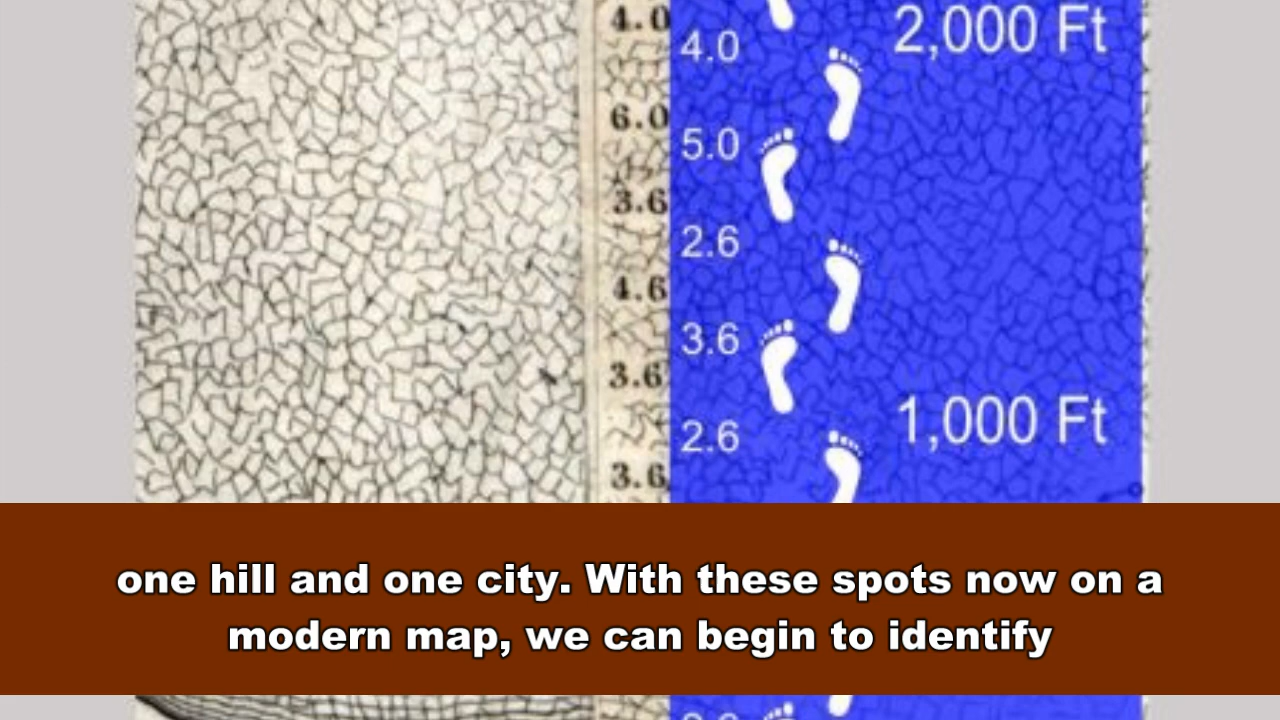 4.0
4.0
2,000 Ft
6.0
5.0
3.6
2.6
4.6
3.6
3.6
1,000 Ft
2.6
3.6
one hill and one city. With these spots now on a
modern map, we can begin to identify